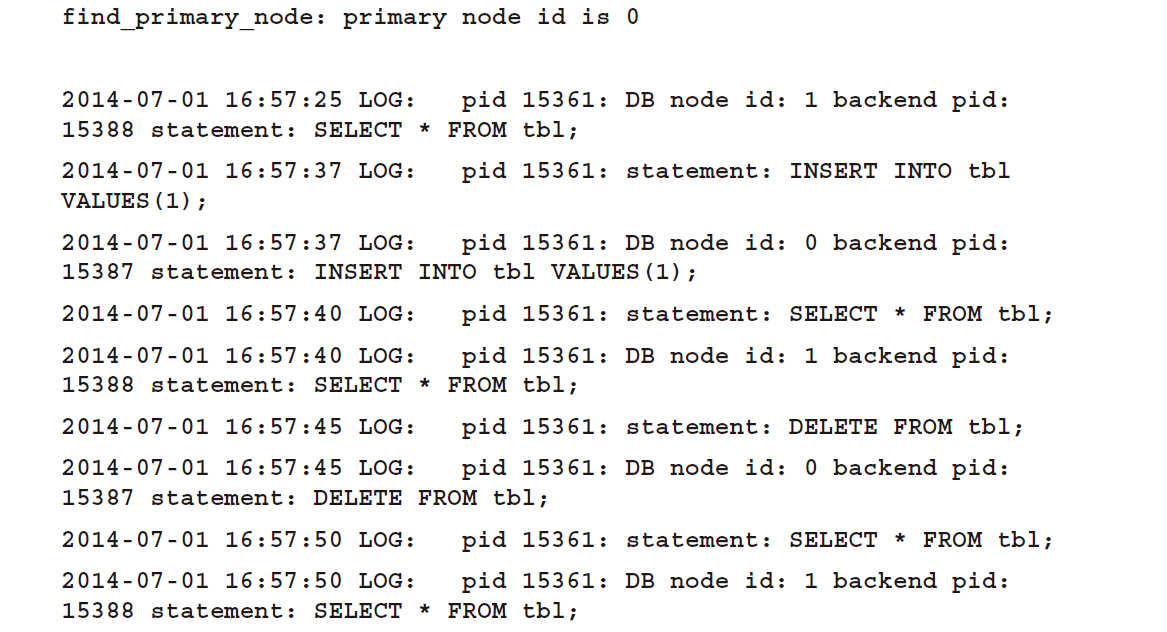 find_primary_node: primary node id is 0
2014-07-01 16:57:25 LOG:   pid 15361: DB node id: 1 backend pid:
15388 statement: SELECT * FROM tbl;
2014-07-01 16:57:37 LOG:   pid 15361: statement: INSERT INTO tbl
VALUES(1);
2014-07-01 16:57:37 LOG:   pid 15361: DB node id: 0 backend pid:
15387 statement: INSERT INTO tbl VALUES(1);
2014-07-01 16:57:40 LOG:   pid 15361: statement: SELECT * FROM tbl;
2014-07-01 16:57:40 LOG:   pid 15361: DB node id: 1 backend pid:
15388 statement: SELECT * FROM tbl;
2014-07-01 16:57:45 LOG:   pid 15361: statement: DELETE FROM tbl;
2014-07-01 16:57:45 LOG:   pid 15361: DB node id: 0 backend pid:
15387 statement: DELETE FROM tbl;
2014-07-01 16:57:50 LOG:   pid 15361: statement: SELECT * FROM tbl;
2014-07-01 16:57:50 LOG:   pid 15361: DB node id: 1 backend pid:
15388 statement: SELECT * FROM tbl;